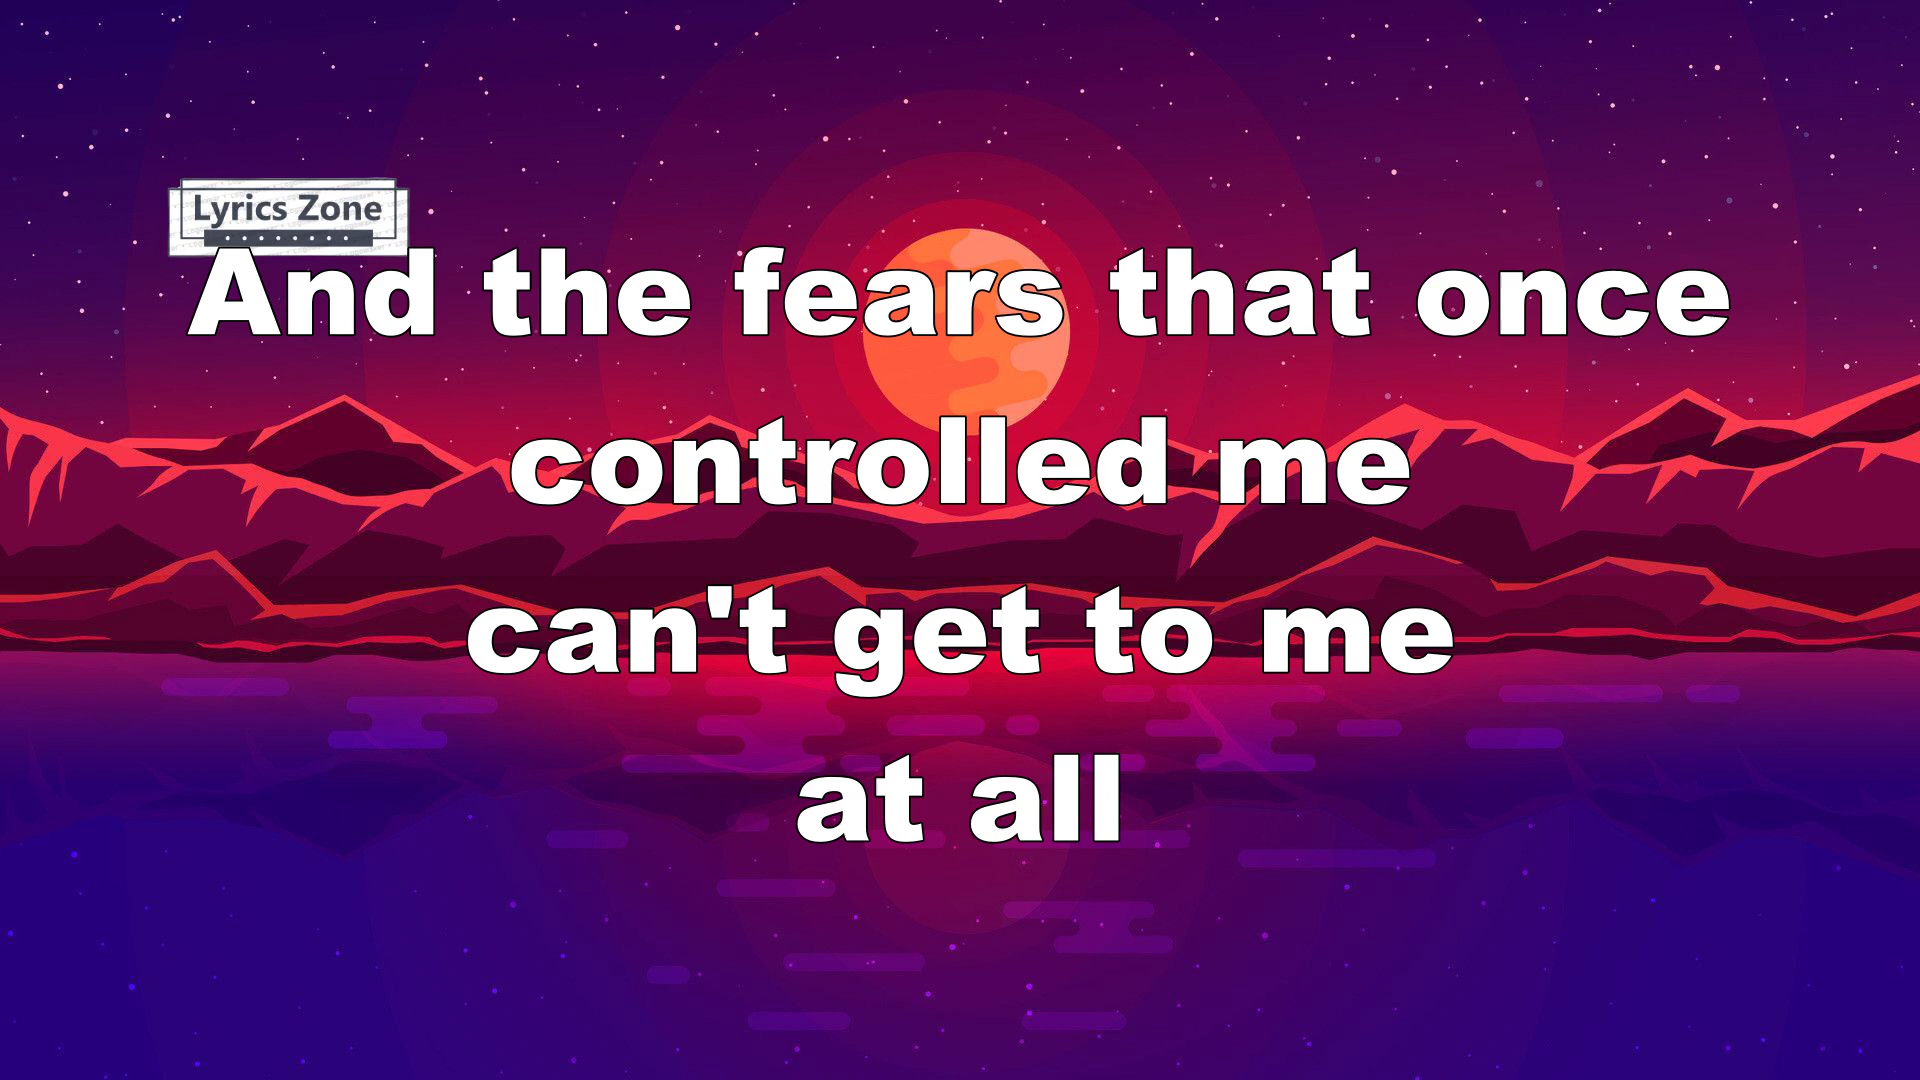 Lyrics Zone
And the fears that once
controlled me
can't get to me
at all